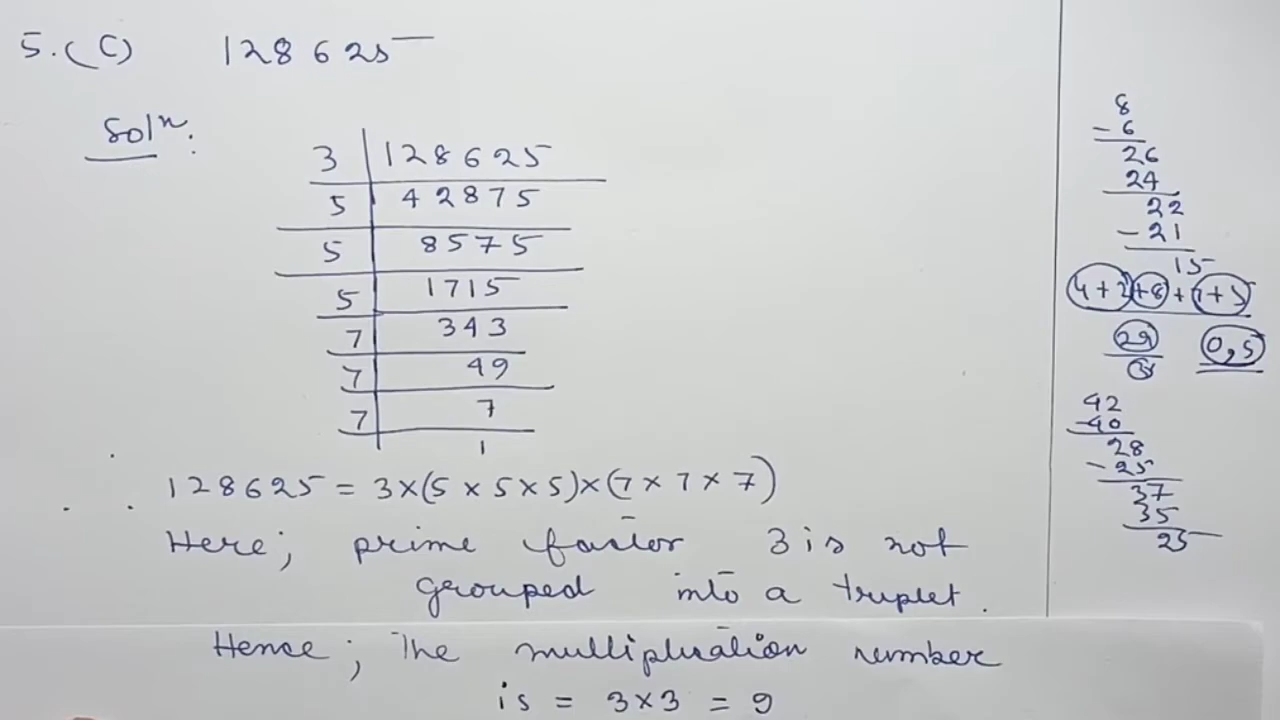 5. (C) 128625
Soln:
3 | 128625
5 | 42875
5 | 8575
5 | 1715
7 | 343
7 | 49
7 | 7
1
128625 = 3×(5 × 5 × 5)×(7 × 7 × 7)
Here; prime factor 3 is not
grouped into a triplet.
Hence; The multiplication number
is = 3×3 = 9
8
- 6
26
24
22
- 21
15
4+2+8+7+5
29 0,5
42
-40
28
- 25
37
35
25